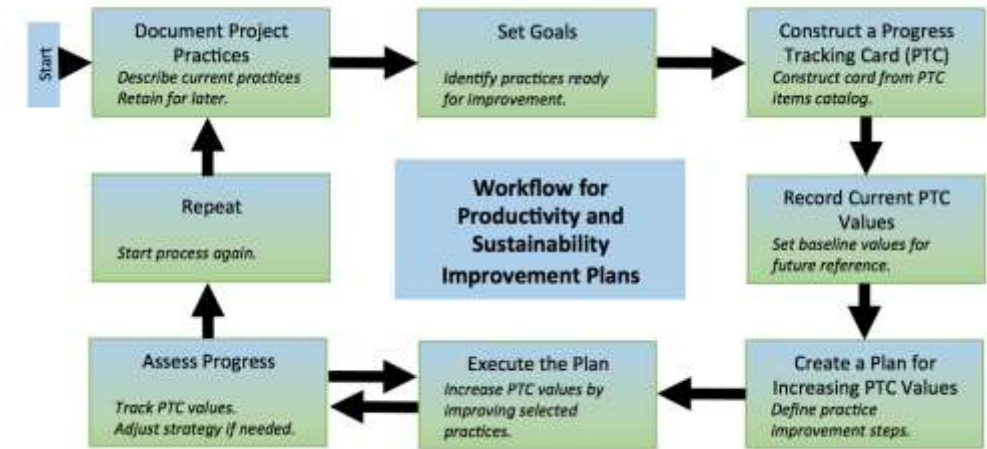 Start
Document Project
Practices
Describe current practices
Retain for later.
Set Goals
Identify practices ready
for improvement.
Construct a Progress
Tracking Card (PTC)
Construct card from PTC
items catalog.
Repeat
Start process again.
Workflow for
Productivity and
Sustainability
Improvement Plans
Record Current PTC
Values
Set baseline values for
future reference.
Assess Progress
Track PTC values.
Adjust strategy if needed.
Execute the Plan
Increase PTC values by
improving selected
practices.
Create a Plan for
Increasing PTC Values
Define practice
improvement steps.